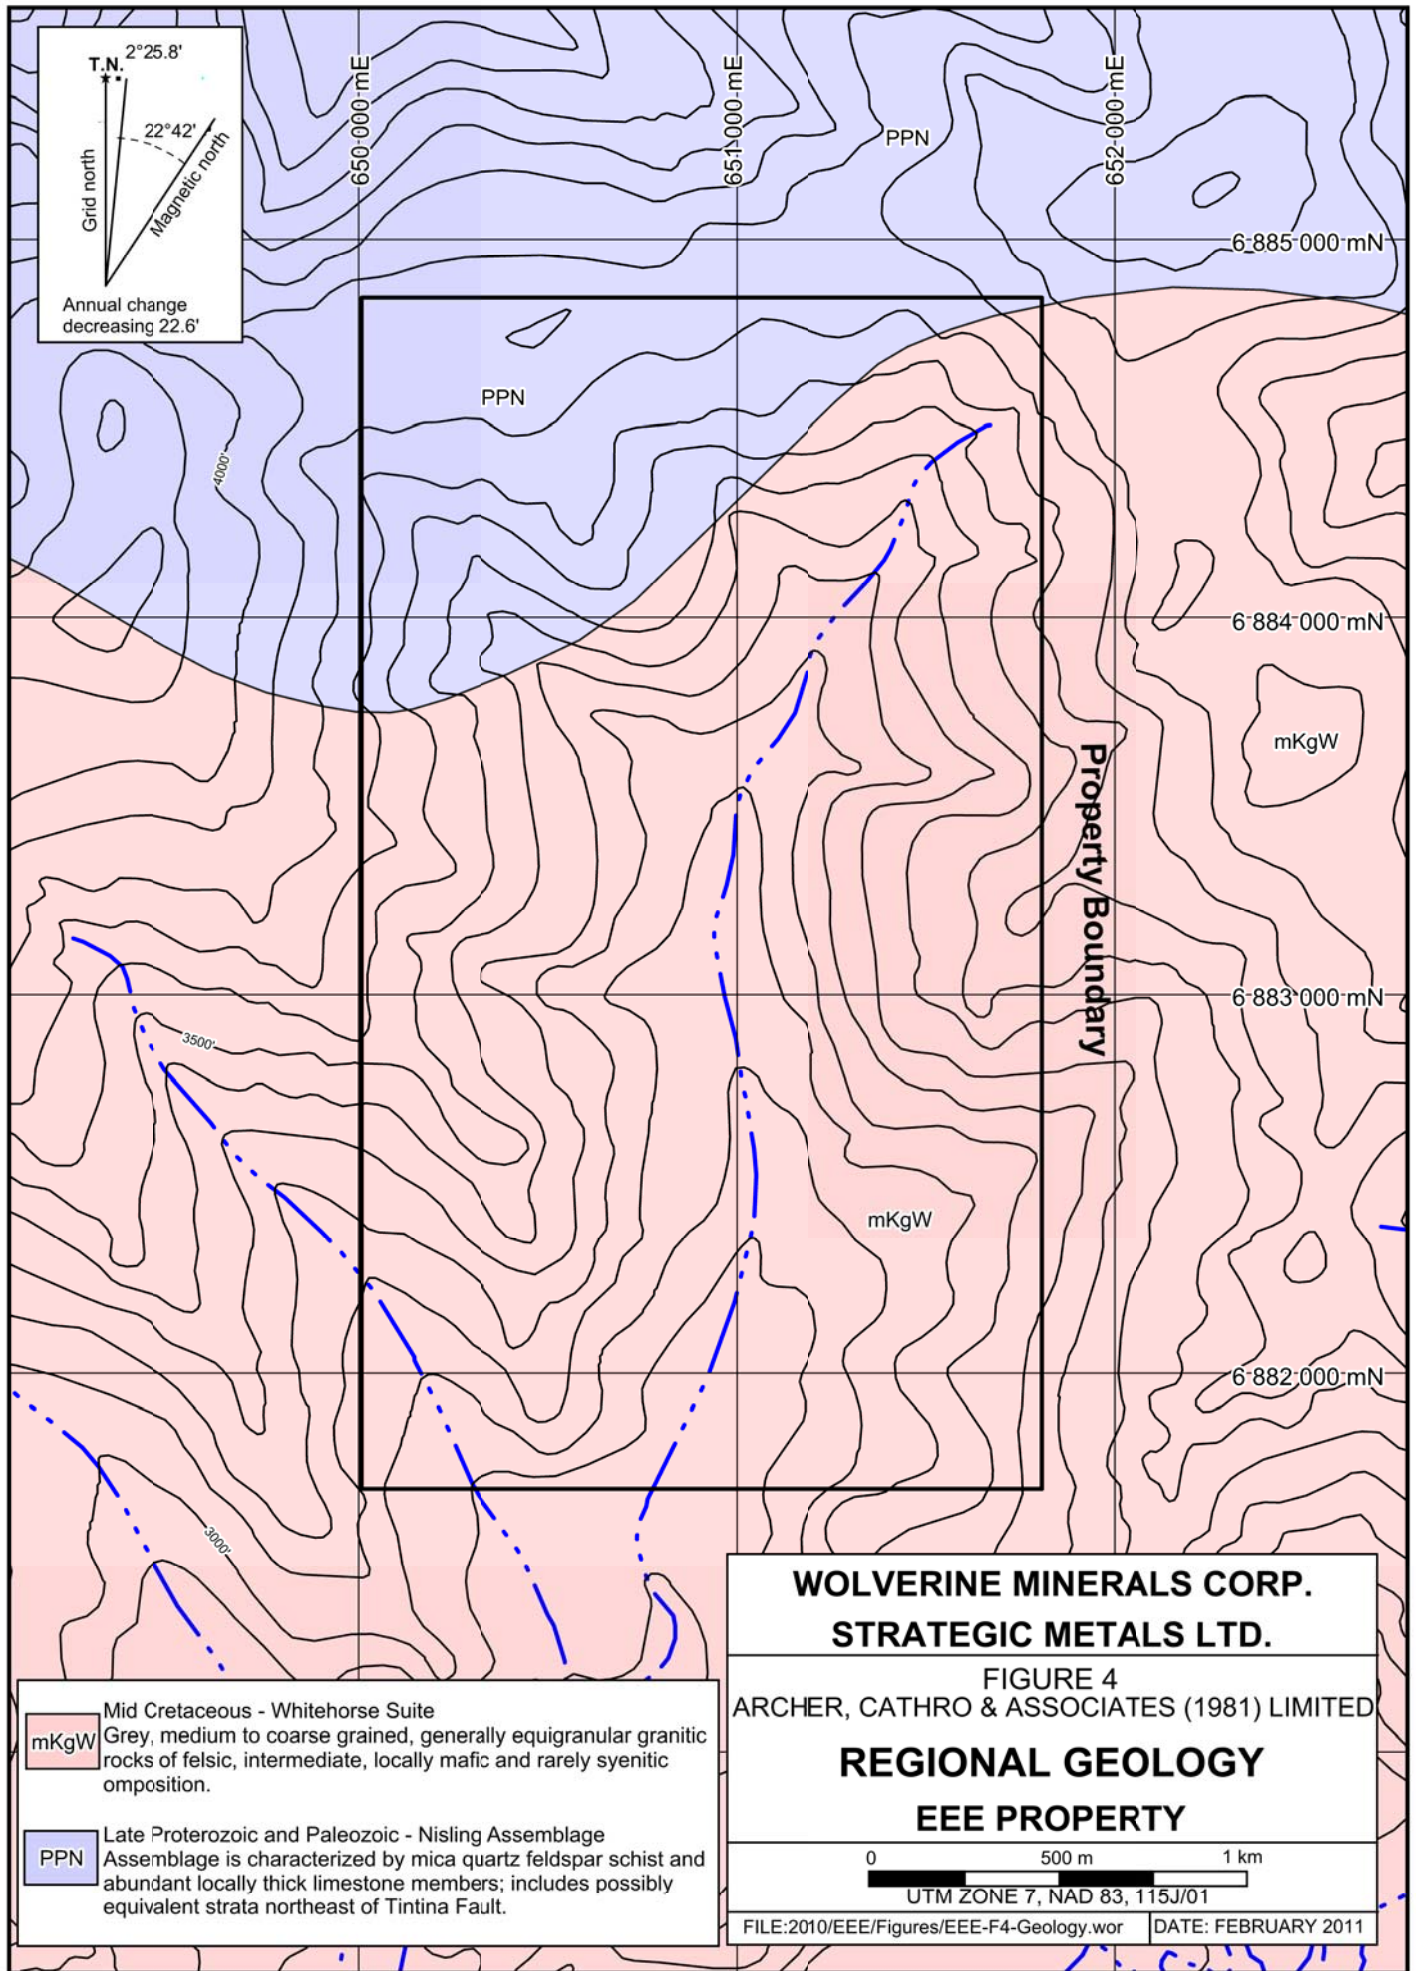 T.N.
2°25.8'
22°42'
Grid north
Magnetic north
Annual change
decreasing 22.6'
650 000 mE
651 000 mE
652 000 mE
PPN
6 885 000 mN
PPN
4000'
6 884 000 mN
mKgW
Property Boundary
6 883 000 mN
3500'
mKgW
6 882 000 mN
3000'
mKgW
Mid Cretaceous - Whitehorse Suite
Grey, medium to coarse grained, generally equigranular granitic
rocks of felsic, intermediate, locally mafic and rarely syenitic
omposition.
PPN
Late Proterozoic and Paleozoic - Nisling Assemblage
Assemblage is characterized by mica quartz feldspar schist and
abundant locally thick limestone members; includes possibly
equivalent strata northeast of Tintina Fault.
WOLVERINE MINERALS CORP.
STRATEGIC METALS LTD.
FIGURE 4
ARCHER, CATHRO & ASSOCIATES (1981) LIMITED
REGIONAL GEOLOGY
EEE PROPERTY
0 500 m 1 km
UTM ZONE 7, NAD 83, 115J/01
FILE:2010/EEE/Figures/EEE-F4-Geology.wor
DATE: FEBRUARY 2011